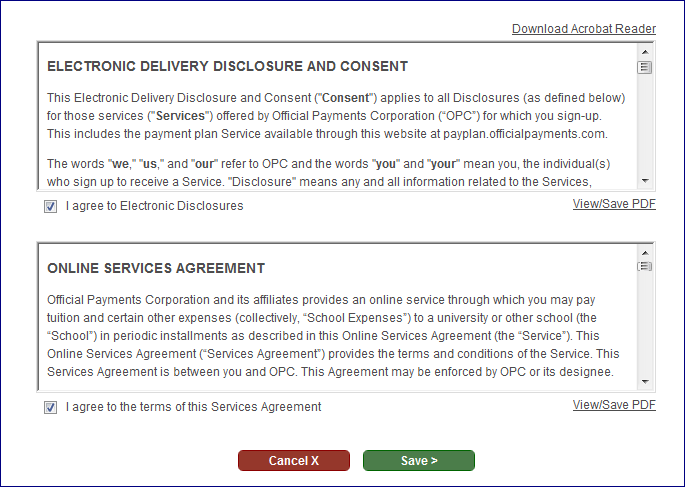 Download Acrobat Reader
ELECTRONIC DELIVERY DISCLOSURE AND CONSENT
This Electronic Delivery Disclosure and Consent ("Consent") applies to all Disclosures (as defined below)
for those services ("Services") offered by Official Payments Corporation (“OPC”) for which you sign-up.
This includes the payment plan Service available through this website at payplan.officialpayments.com.
The words "we," "us," and "our" refer to OPC and the words "you" and "your" mean you, the individual(s)
who sign up to receive a Service. "Disclosure" means any and all information related to the Services,
I agree to Electronic Disclosures
View/Save PDF
ONLINE SERVICES AGREEMENT
Official Payments Corporation and its affiliates provides an online service through which you may pay
tuition and certain other expenses (collectively, “School Expenses”) to a university or other school (the
“School”) in periodic installments as described in this Online Services Agreement (the “Service”). This
Online Services Agreement (“Services Agreement”) provides the terms and conditions of the Service. This
Services Agreement is between you and OPC. This Agreement may be enforced by OPC or its designee.
I agree to the terms of this Services Agreement
View/Save PDF
Cancel X
Save >